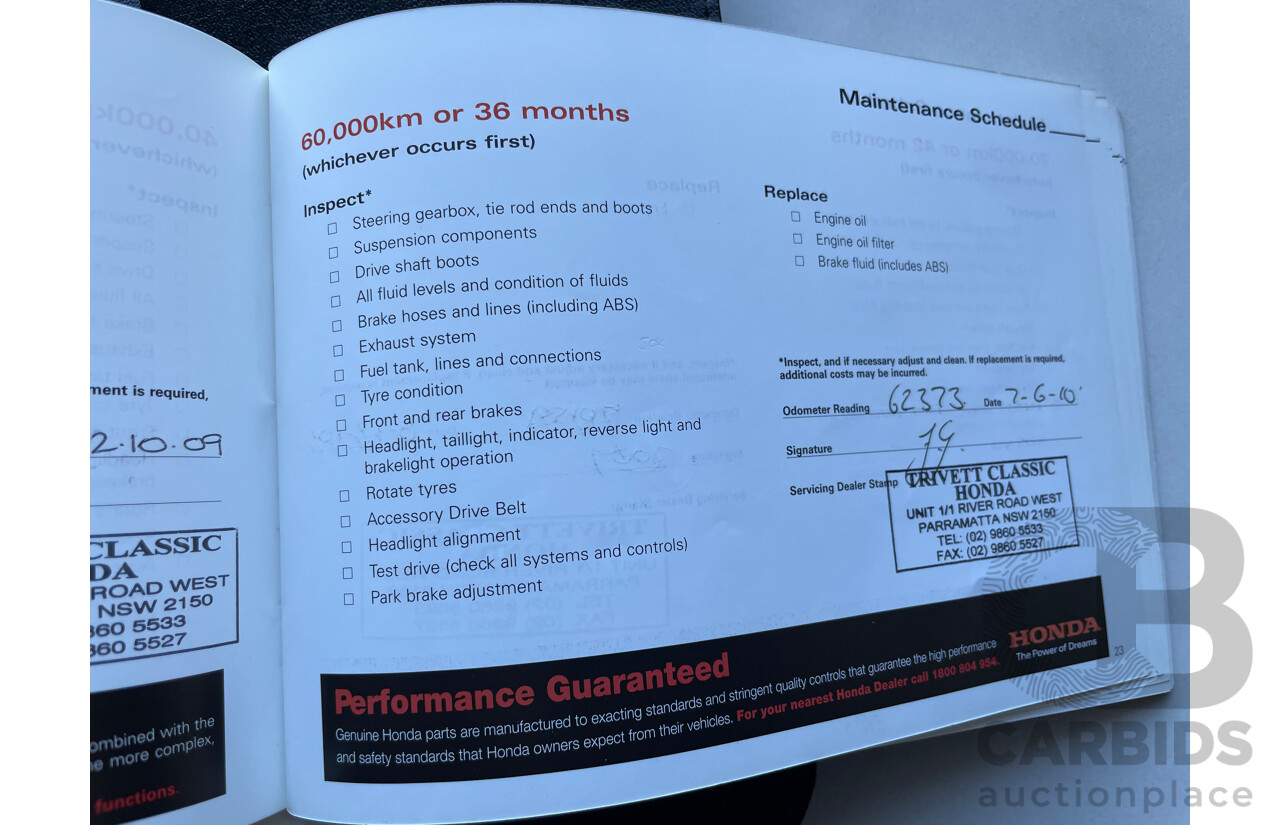 ment is required,
2·10·09
CLASSIC
DA
ROAD WEST
NSW 2150
860 5533
860 5527
ombined with the
e more complex,
functions.
Maintenance Schedule
60,000km or 36 months
(whichever occurs first)
Inspect*
Steering gearbox, tie rod ends and boots
Suspension components
Drive shaft boots
All fluid levels and condition of fluids
Brake hoses and lines (including ABS)
Exhaust system
Fuel tank, lines and connections
Tyre condition
Front and rear brakes
Headlight, taillight, indicator, reverse light and
brakelight operation
Rotate tyres
Accessory Drive Belt
Headlight alignment
Test drive (check all systems and controls)
Park brake adjustment
Replace
Engine oil
Engine oil filter
Brake fluid (includes ABS)
*Inspect, and if necessary adjust and clean. If replacement is required,
additional costs may be incurred.
Odometer Reading 62373. Date 7-6-10
Signature
Servicing Dealer Stamp
TRIVETT CLASSIC
HONDA
UNIT 1/1 RIVER ROAD WEST
PARRAMATTA NSW 2150
TEL: (02) 9860 5533
FAX: (02) 9860 5527
Performance Guaranteed
Genuine Honda parts are manufactured to exacting standards and stringent quality controls that guarantee the high performance
and safety standards that Honda owners expect from their vehicles. For your nearest Honda Dealer call 1800 804 954.
HONDA
The Power of Dreams
23
CARBIDS
auctionplace